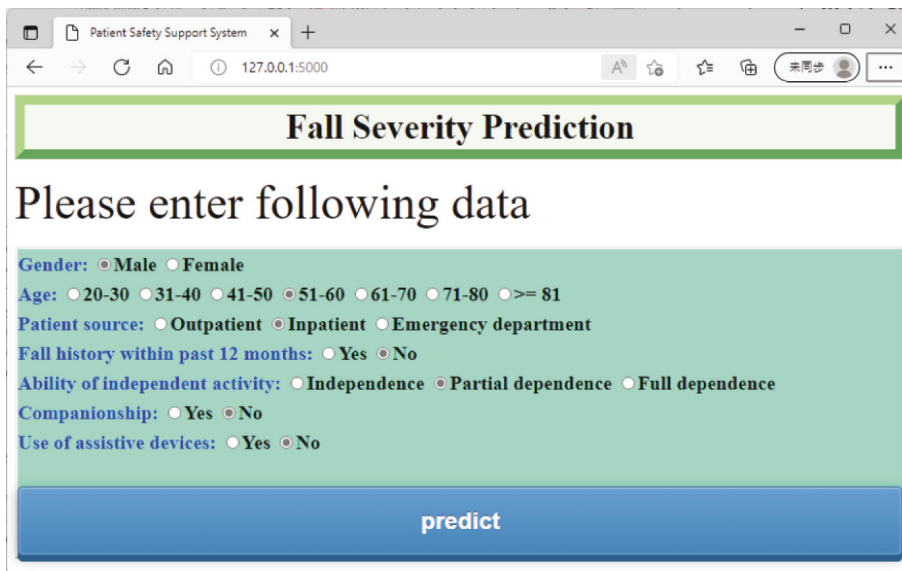 Patient Safety Support System
127.0.0.1:5000
未同步
Fall Severity Prediction
Please enter following data
Gender: Male Female
Age: 20-30 31-40 41-50 51-60 61-70 71-80 >= 81
Patient source: Outpatient Inpatient Emergency department
Fall history within past 12 months: Yes No
Ability of independent activity: Independence Partial dependence Full dependence
Companionship: Yes No
Use of assistive devices: Yes No
predict